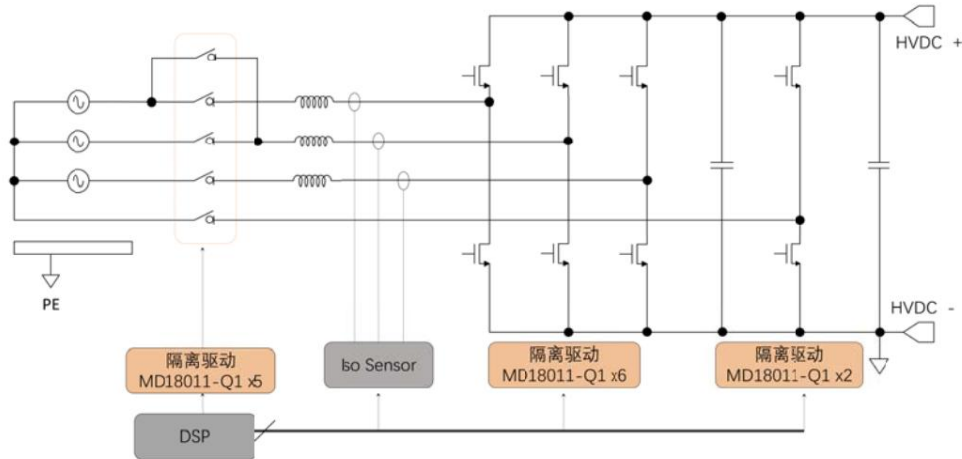 HVDC +
PE
HVDC -
隔离驱动
MD18011-Q1 x5
Iso Sensor
隔离驱动
MD18011-Q1 x6
隔离驱动
MD18011-Q1 x2
DSP